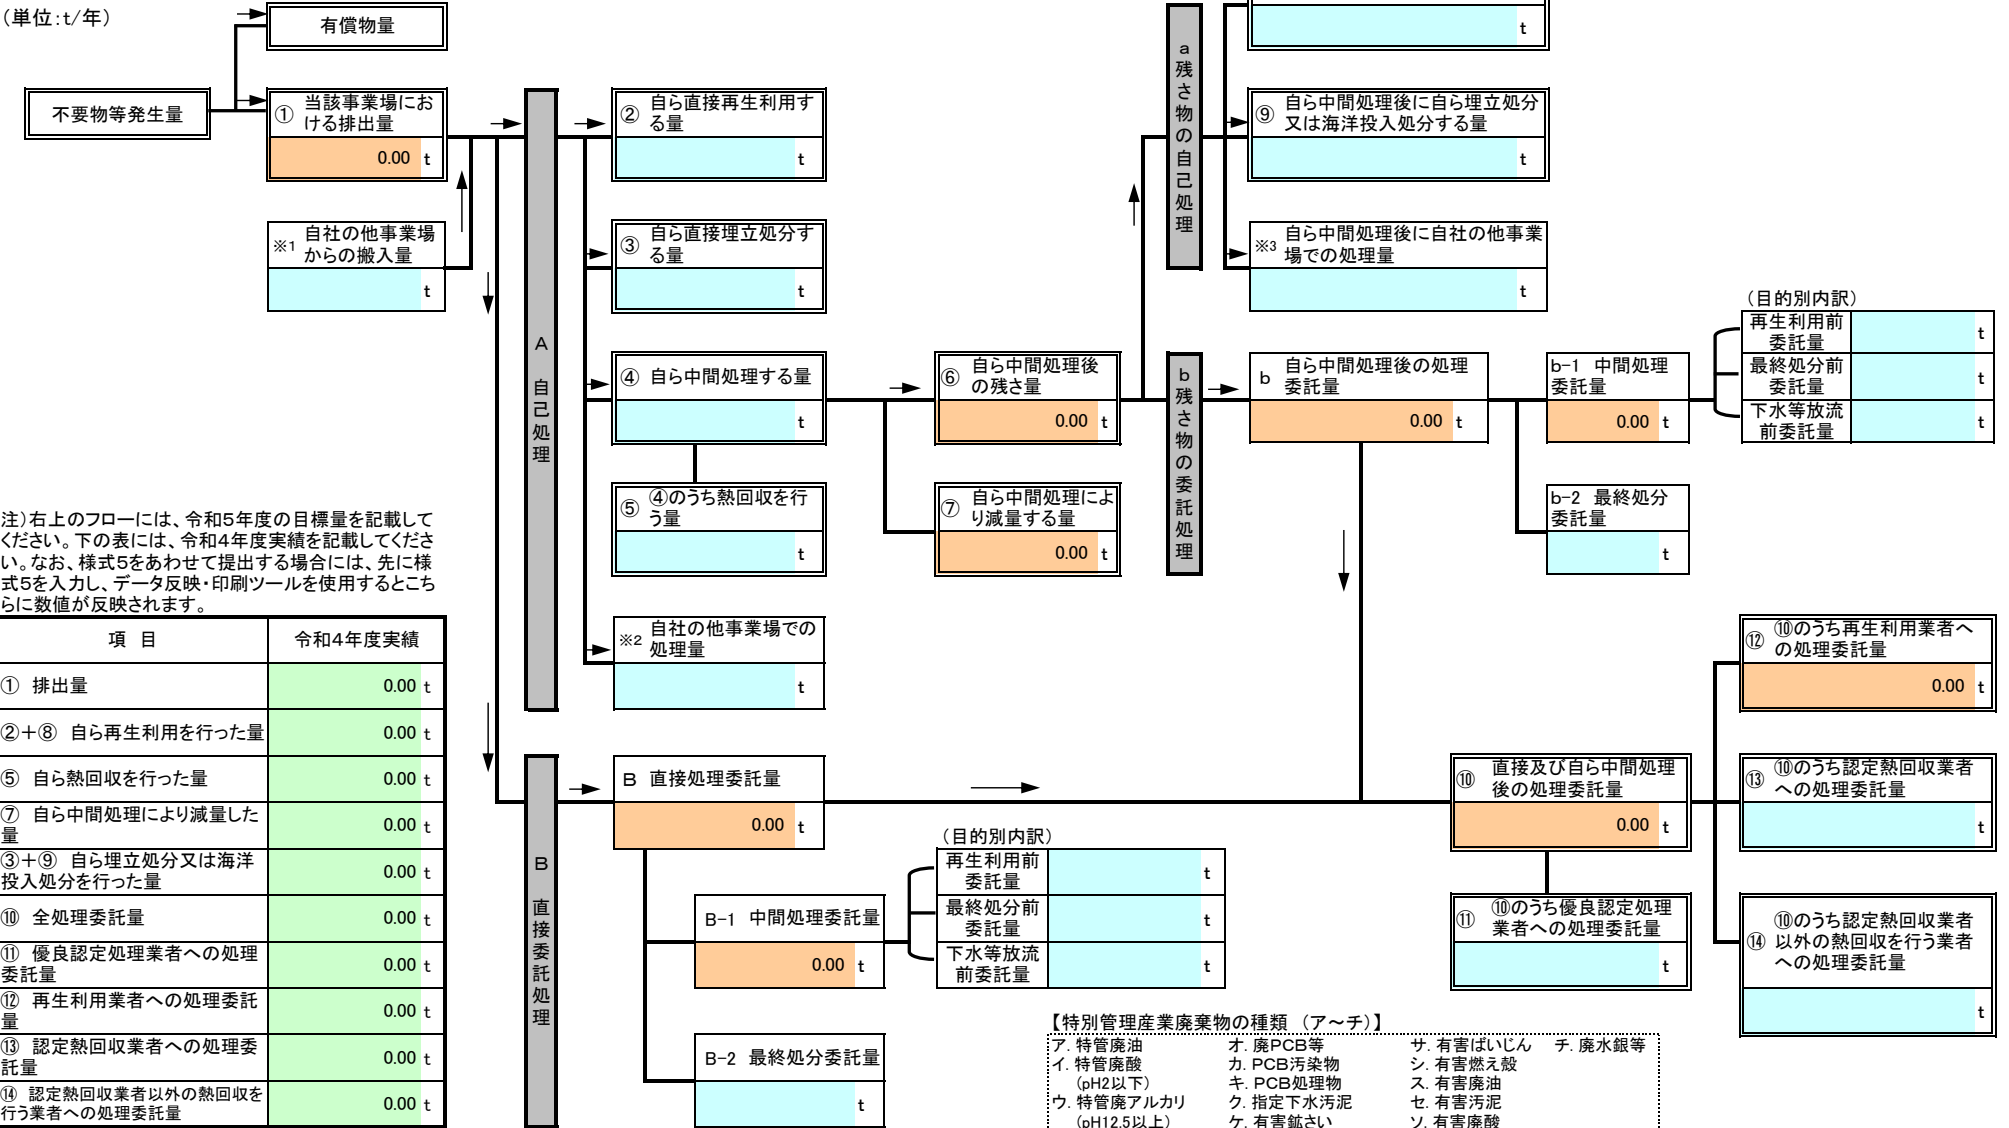 （単位：t/年）
有償物量
不要物等発生量
① 当該事業場にお
ける排出量
0.00 t
※1 自社の他事業場
からの搬入量
t
A 自己処理
② 自ら直接再生利用す
る量
t
③ 自ら直接埋立処分す
る量
t
④ 自ら中間処理する量
t
⑤ ④のうち熱回収を行
う量
t
※2 自社の他事業場での
処理量
t
⑥ 自ら中間処理後
の残さ量
0.00 t
⑦ 自ら中間処理によ
り減量する量
0.00 t
a 残さ物の自己処理
t
⑨ 自ら中間処理後に自ら埋立処分
又は海洋投入処分する量
t
※3 自ら中間処理後に自社の他事業
場での処理量
t
b 残さ物の委託処理
b 自ら中間処理後の処理
委託量
0.00 t
b-1 中間処理
委託量
0.00 t
b-2 最終処分
委託量
t
（目的別内訳）
再生利用前
委託量
t
最終処分前
委託量
t
下水等放流
前委託量
t
注）右上のフローには、令和５年度の目標量を記載して
ください。下の表には、令和４年度実績を記載してくださ
い。なお、様式5をあわせて提出する場合には、先に様
式5を入力し、データ反映・印刷ツールを使用するとこち
らに数値が反映されます。
項 目 令和４年度実績
① 排出量 0.00 t
②＋⑧ 自ら再生利用を行った量 0.00 t
⑤ 自ら熱回収を行った量 0.00 t
⑦ 自ら中間処理により減量した
量 0.00 t
③＋⑨ 自ら埋立処分又は海洋
投入処分を行った量 0.00 t
⑩ 全処理委託量 0.00 t
⑪ 優良認定処理業者への処理
委託量 0.00 t
⑫ 再生利用業者への処理委託
量 0.00 t
⑬ 認定熱回収業者への処理委
託量 0.00 t
⑭ 認定熱回収業者以外の熱回収を
行う業者への処理委託量 0.00 t
B 直接委託処理
B 直接処理委託量
0.00 t
B-1 中間処理委託量
0.00 t
B-2 最終処分委託量
t
（目的別内訳）
再生利用前
委託量
t
最終処分前
委託量
t
下水等放流
前委託量
t
⑩ 直接及び自ら中間処理
後の処理委託量
0.00 t
⑪ ⑩のうち優良認定処理
業者への処理委託量
t
⑫ ⑩のうち再生利用業者へ
の処理委託量
0.00 t
⑬ ⑩のうち認定熱回収業者
への処理委託量
t
⑭ ⑩のうち認定熱回収業者
以外の熱回収を行う業者
への処理委託量
t
【特別管理産業廃棄物の種類 （ア～チ）】
ア. 特管廃油 オ. 廃PCB等 サ. 有害ばいじん チ. 廃水銀等
イ. 特管廃酸 カ. PCB汚染物 シ. 有害燃え殻
（pH2以下） キ. PCB処理物 ス. 有害廃油
ウ. 特管廃アルカリ ク. 指定下水汚泥 セ. 有害汚泥
（pH12.5以上） ケ. 有害鉱さい ソ. 有害廃酸